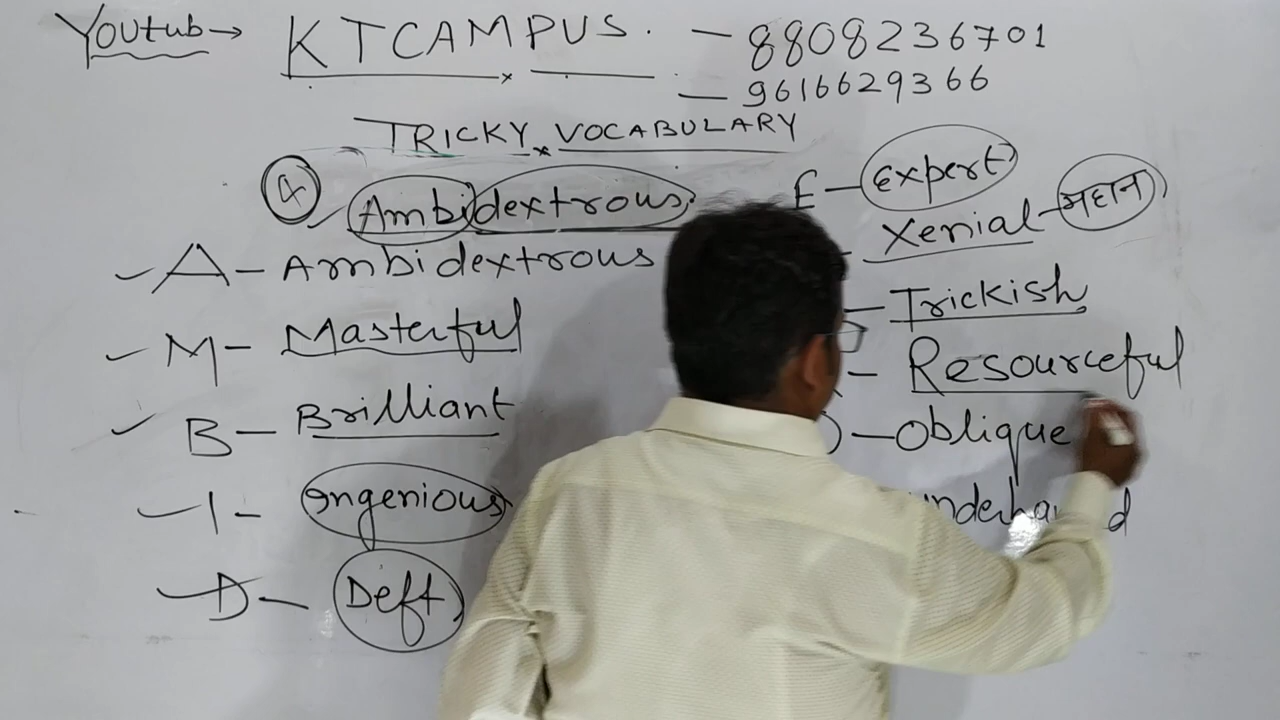 Youtub → KTCAMPUS. - 8808236701
- 9616629366
TRICKY VOCABULARY
4 Ambidextrous
A - Ambidextrous
M - Masterful
B - Brilliant
I - Ingenious
D - Deft
E - Expert
Xenial - महान
- Trickish
- Resourceful
O - Oblique